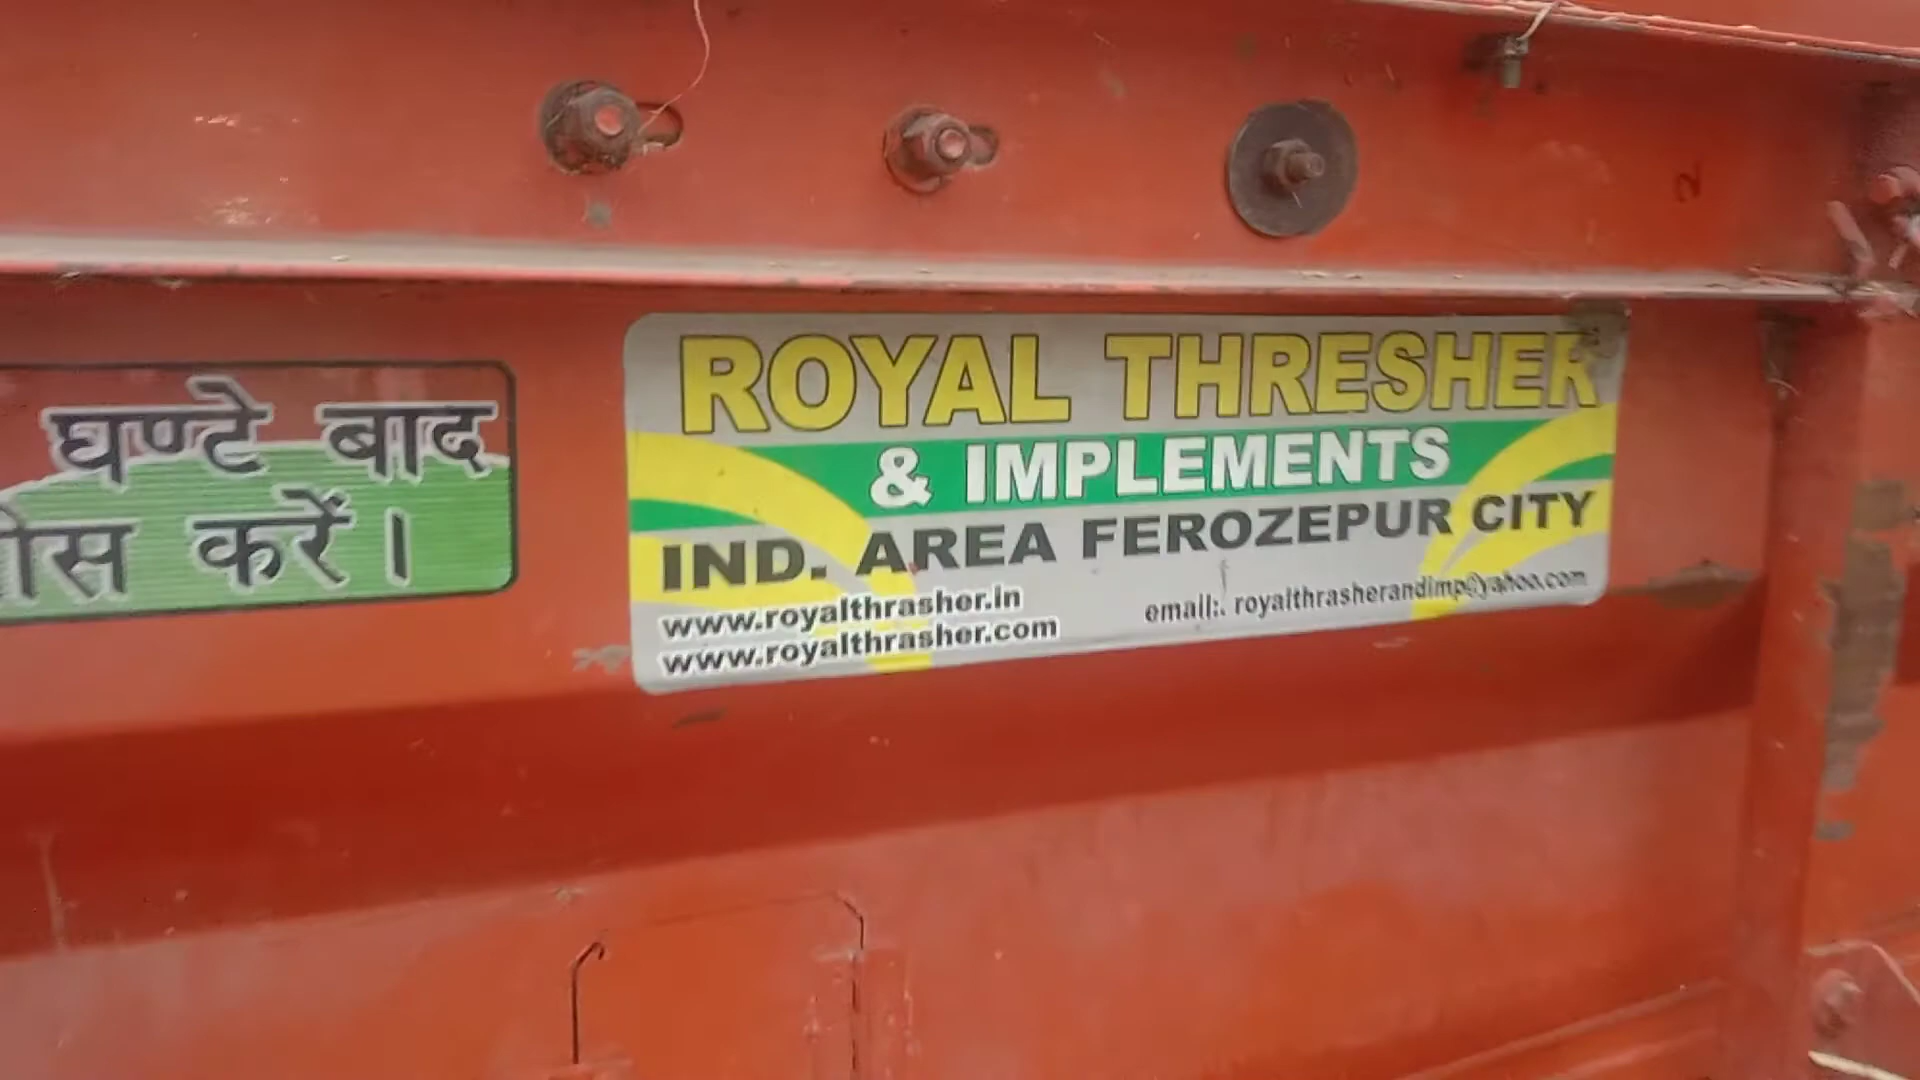 घण्टे बाद
करें।
ROYAL THRESHER
& IMPLEMENTS
IND. AREA FEROZEPUR CITY
www.royalthrasher.in
www.royalthrasher.com
email:. royalthrasherandimp@yahoo.com